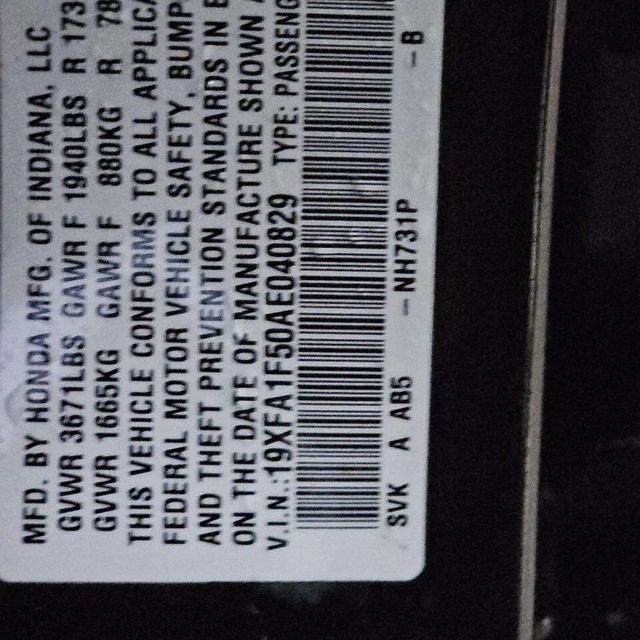 MFD. BY HONDA MFG. OF INDIANA, LLC
GVWR 3671LBS GAWR F 1940LBS R 173
GVWR 1665KG GAWR F 880KG R 78
THIS VEHICLE CONFORMS TO ALL APPLICA
FEDERAL MOTOR VEHICLE SAFETY, BUMP
AND THEFT PREVENTION STANDARDS IN E
ON THE DATE OF MANUFACTURE SHOWN A
V.I.N.:19XFA1F50AE040829 TYPE: PASSENG
SVK A AB5 –NH731P –B